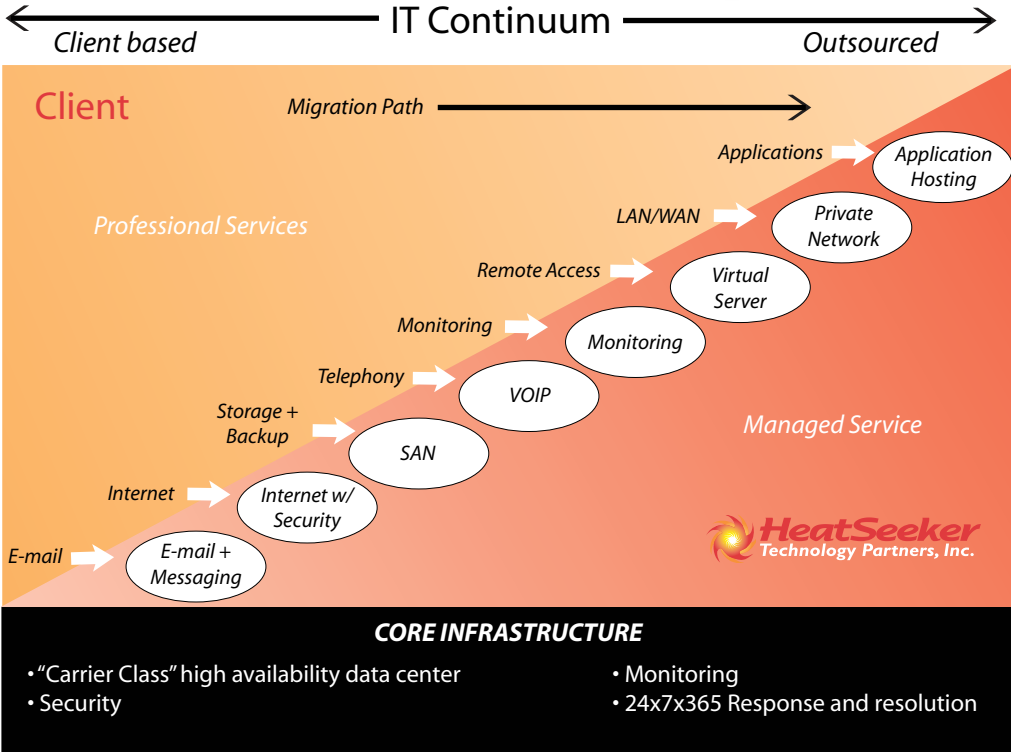 IT Continuum
Client based
Outsourced
Client
Migration Path
Applications
Application
Hosting
Professional Services
LAN/WAN
Private
Network
Remote Access
Virtual
Server
Monitoring
Monitoring
Telephony
VOIP
Storage +
Backup
SAN
Managed Service
Internet
Internet w/
Security
HeatSeeker
Technology Partners, Inc.
E-mail
E-mail +
Messaging
CORE INFRASTRUCTURE
• “Carrier Class” high availability data center
• Security
• Monitoring
• 24x7x365 Response and resolution